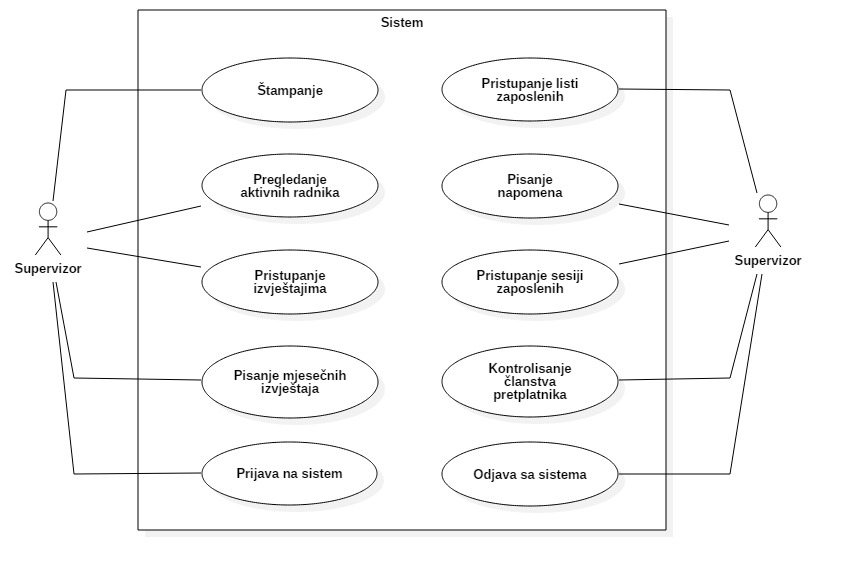 Sistem
Štampanje
Pristupanje listi
zaposlenih
Pregledanje
aktivnih radnika
Pisanje
napomena
Supervizor
Supervizor
Pristupanje
izvještajima
Pristupanje sesiji
zaposlenih
Pisanje mjesečnih
izvještaja
Kontrolisanje
članstva
pretplatnika
Prijava na sistem
Odjava sa sistema